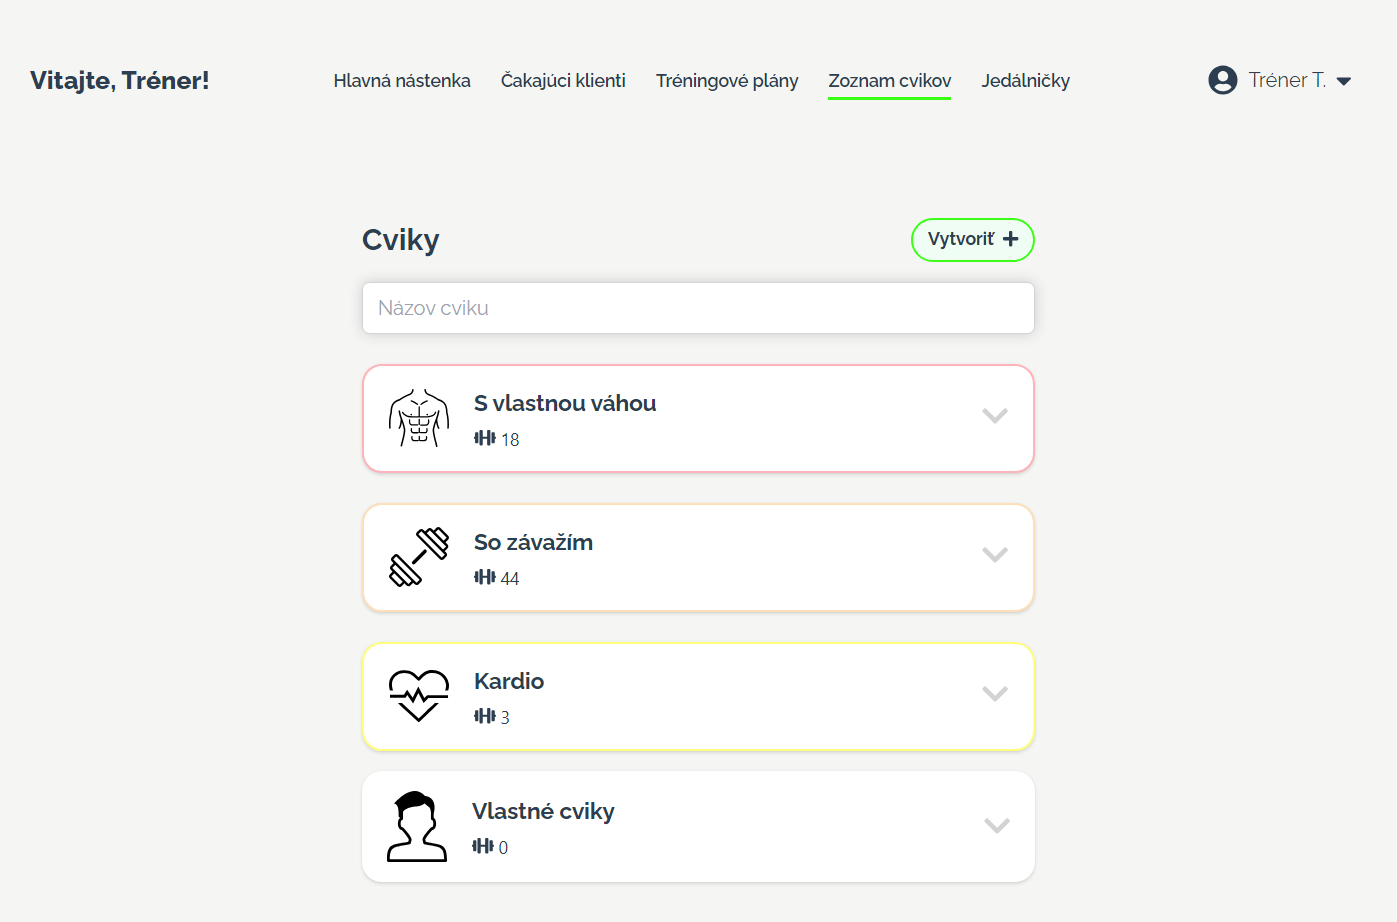 Vitajte, Tréner!
Hlavná nástenka
Čakajúci klienti
Tréningové plány
Zoznam cvikov
Jedálničky
Tréner T.
Cviky
Vytvoriť
Názov cviku
S vlastnou váhou
18
So závažím
44
Kardio
3
Vlastné cviky
0